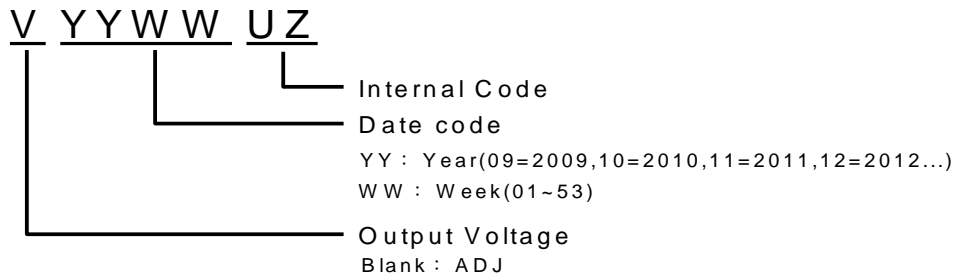 V YYWW UZ
Internal Code
Date code
YY：Year(09=2009,10=2010,11=2011,12=2012...)
WW：Week(01~53)
Output Voltage
Blank：ADJ